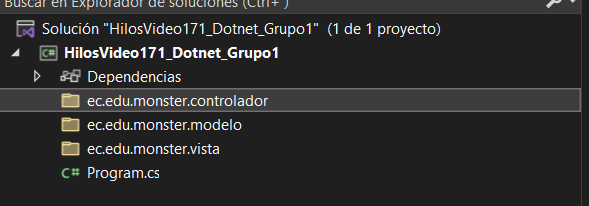 Buscar en Explorador de soluciones (Ctrl+ )
Solución "HilosVideo171_Dotnet_Grupo1" (1 de 1 proyecto)
HilosVideo171_Dotnet_Grupo1
Dependencias
ec.edu.monster.controlador
ec.edu.monster.modelo
ec.edu.monster.vista
Program.cs